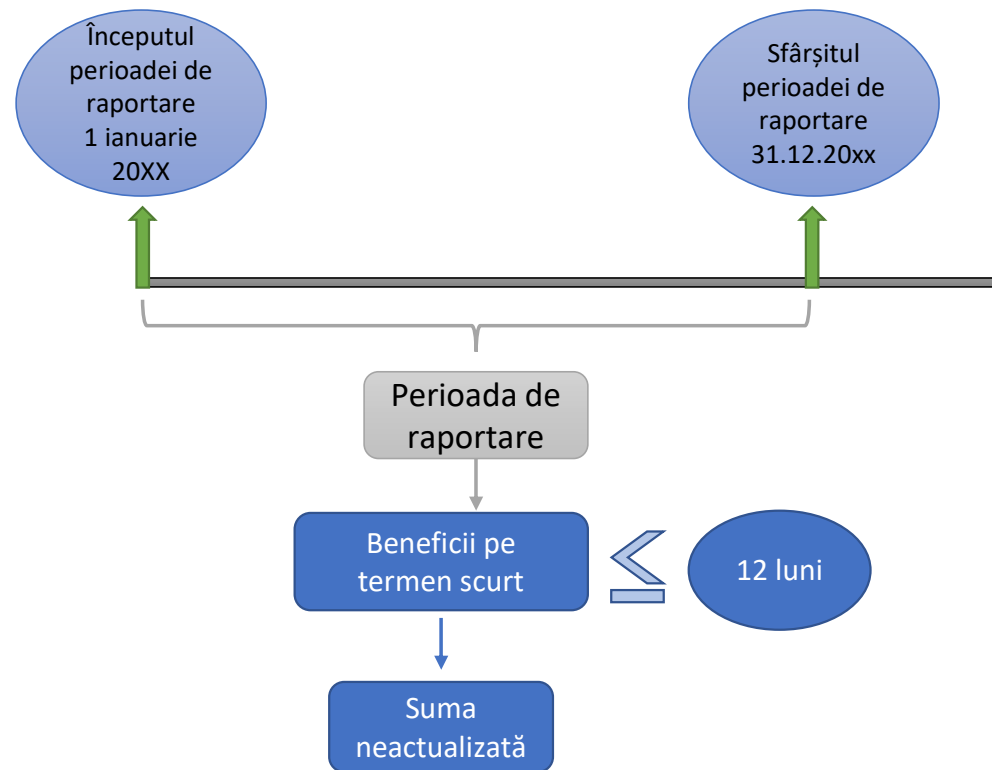 Începutul
perioadei de
raportare
1 ianuarie
20XX
Sfârșitul
perioadei de
raportare
31.12.20xx
Perioada de
raportare
Beneficii pe
termen scurt
≤
12 luni
Suma
neactualizată